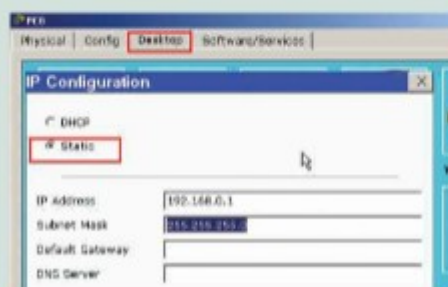 PC0
Physical Config Desktop Software/Services
IP Configuration
DHCP
Static
IP Address 192.168.0.1
Subnet Mask 255.255.255.0
Default Gateway
DNS Server